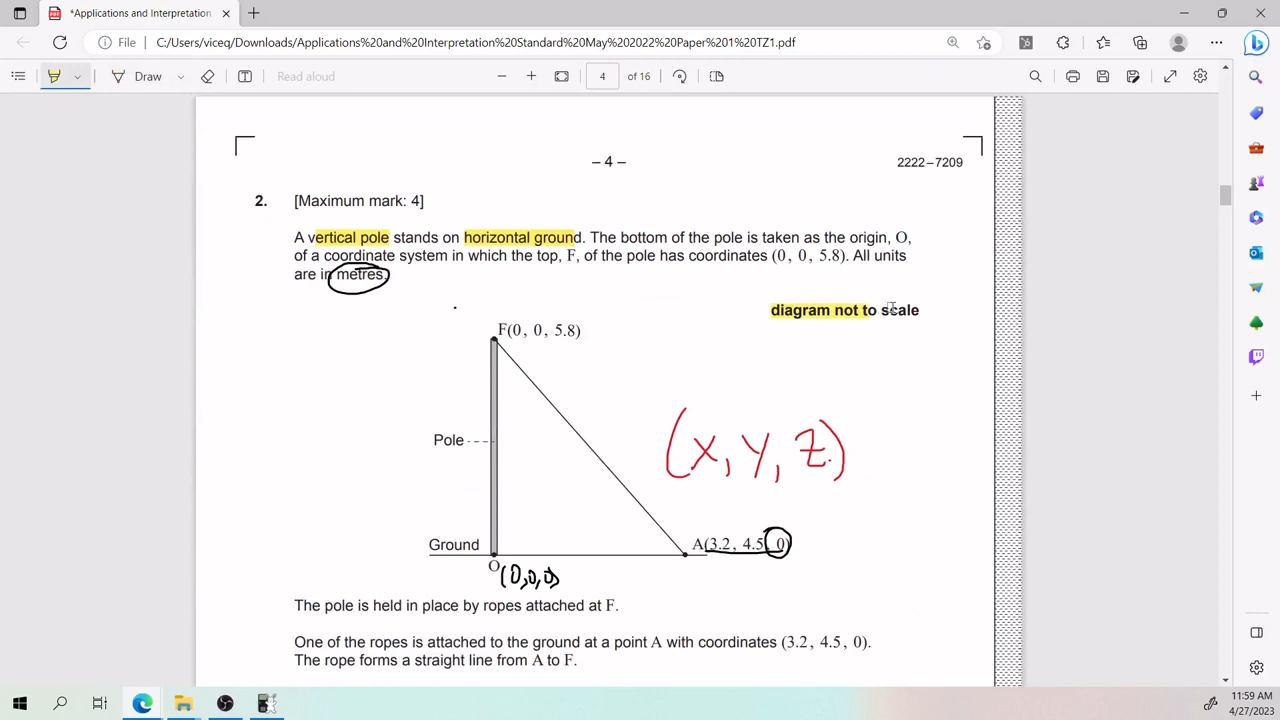 *Applications and Interpretation
File
C:/Users/viceq/Downloads/Applications%20and%20Interpretation%20Standard%20May%202022%20Paper%201%20TZ1.pdf
Draw
Read aloud
4 of 16
– 4 –
2222–7209
2. [Maximum mark: 4]
A vertical pole stands on horizontal ground. The bottom of the pole is taken as the origin, O,
of a coordinate system in which the top, F, of the pole has coordinates (0, 0, 5.8). All units
are in metres.
diagram not to scale
F(0, 0, 5.8)
(x, y, z)
Pole
Ground
A(3.2, 4.5, 0)
O
(0,0,0)
The pole is held in place by ropes attached at F.
One of the ropes is attached to the ground at a point A with coordinates (3.2, 4.5, 0).
The rope forms a straight line from A to F.
11:59 AM
4/27/2023